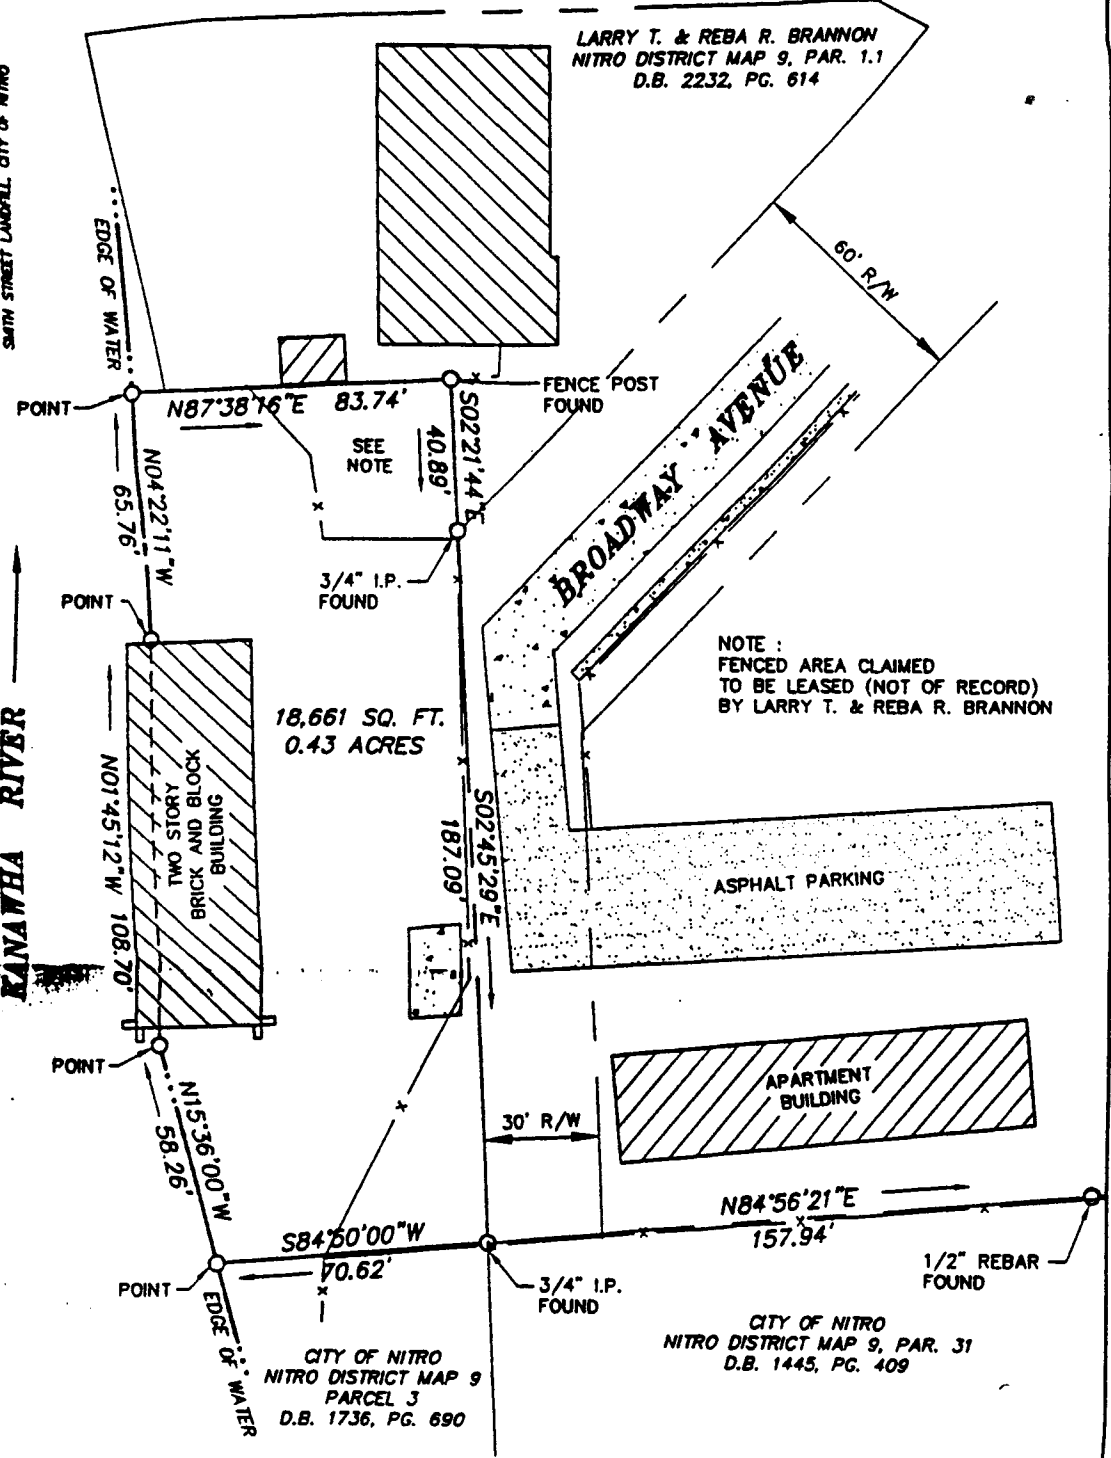 LARRY T. & REBA R. BRANNON
NITRO DISTRICT MAP 9, PAR. 1.1
D.B. 2232, PG. 614
SMITH STREET LANDFILL, CITY OF NITRO
EDGE OF WATER
60' R/W
POINT
N87°38'16"E 83.74'
FENCE POST
FOUND
SEE
NOTE
S02°21'44"E
40.89'
BROADWAY AVENUE
N04°22'11"W
65.76'
3/4" I.P.
FOUND
POINT
NOTE :
FENCED AREA CLAIMED
TO BE LEASED (NOT OF RECORD)
BY LARRY T. & REBA R. BRANNON
18,661 SQ. FT.
0.43 ACRES
KANAWHA RIVER
N01°45'12"W 108.70'
TWO STORY
BRICK AND BLOCK
BUILDING
S02°45'29"E
187.09'
ASPHALT PARKING
POINT
N15°36'00"W
58.26'
APARTMENT
BUILDING
30' R/W
S84°50'00"W
70.62'
N84°56'21"E
157.94'
POINT
3/4" I.P.
FOUND
1/2" REBAR
FOUND
EDGE OF WATER
CITY OF NITRO
NITRO DISTRICT MAP 9
PARCEL 3
D.B. 1736, PG. 690
CITY OF NITRO
NITRO DISTRICT MAP 9, PAR. 31
D.B. 1445, PG. 409